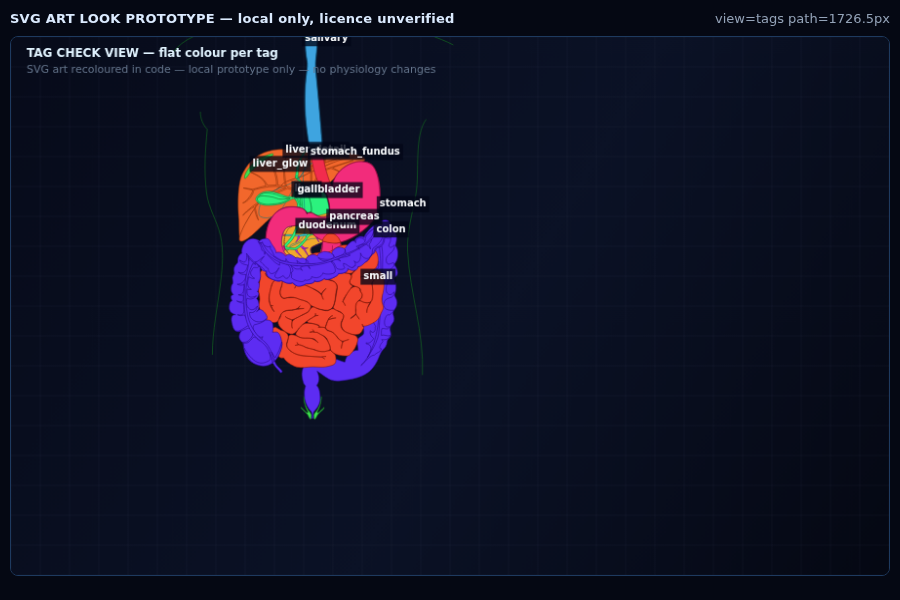 SVG ART LOOK PROTOTYPE — local only, licence unverified
view=tags path=1726.5px
salivary
TAG CHECK VIEW — flat colour per tag
SVG art recoloured in code — local prototype only — no physiology changes
liver
stomach_fundus
liver_glow
gallbladder
stomach
pancreas
duodenum
colon
small